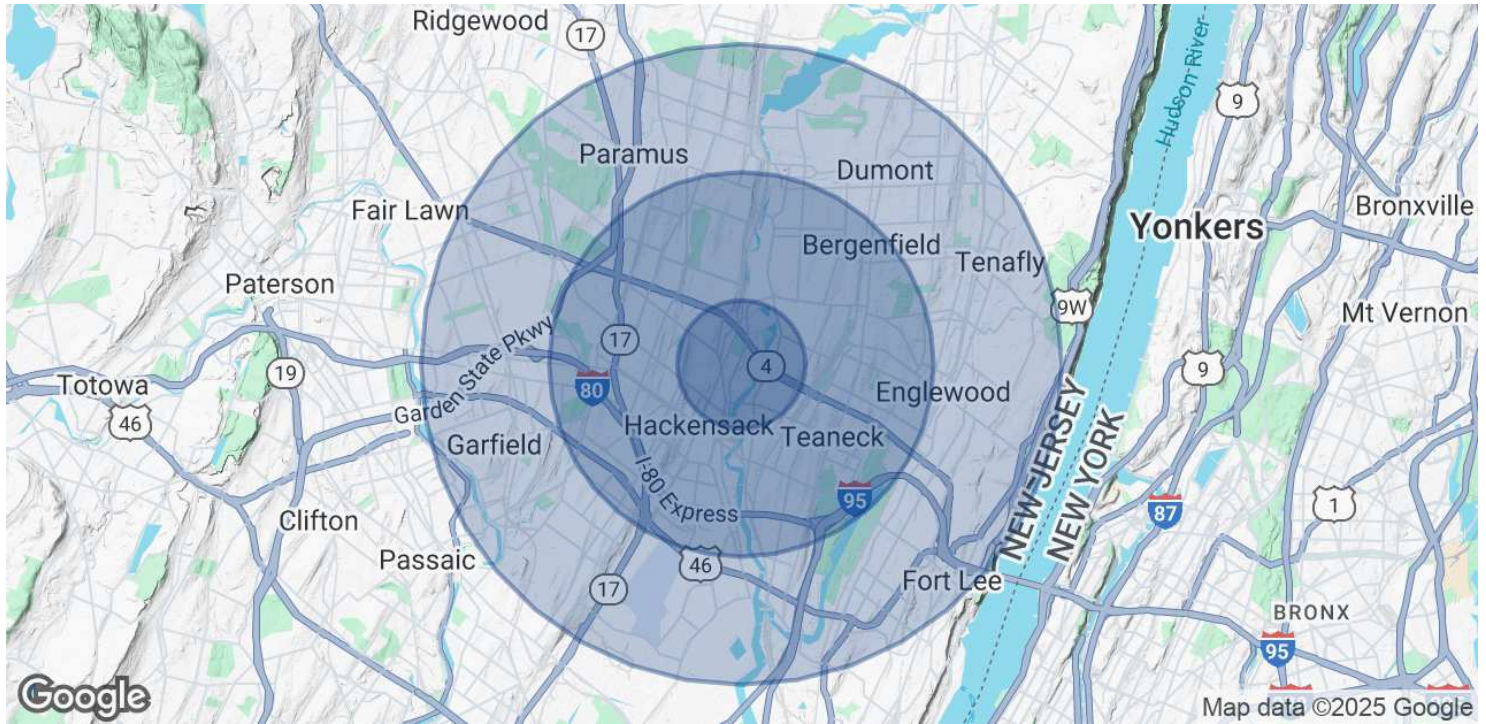 Ridgewood
17
9
Hudson River
Paramus
Dumont
Fair Lawn
Bergenfield
Yonkers
Bronxville
Tenafly
Paterson
9W
Mt Vernon
17
Garden State Pkwy
4
19
80
9
Totowa
46
Englewood
Hackensack
Teaneck
Garfield
NEW JERSEY
NEW YORK
I-80 Express
95
87
1
Clifton
Passaic
46
17
Fort Lee
BRONX
95
Google
Map data ©2025 Google